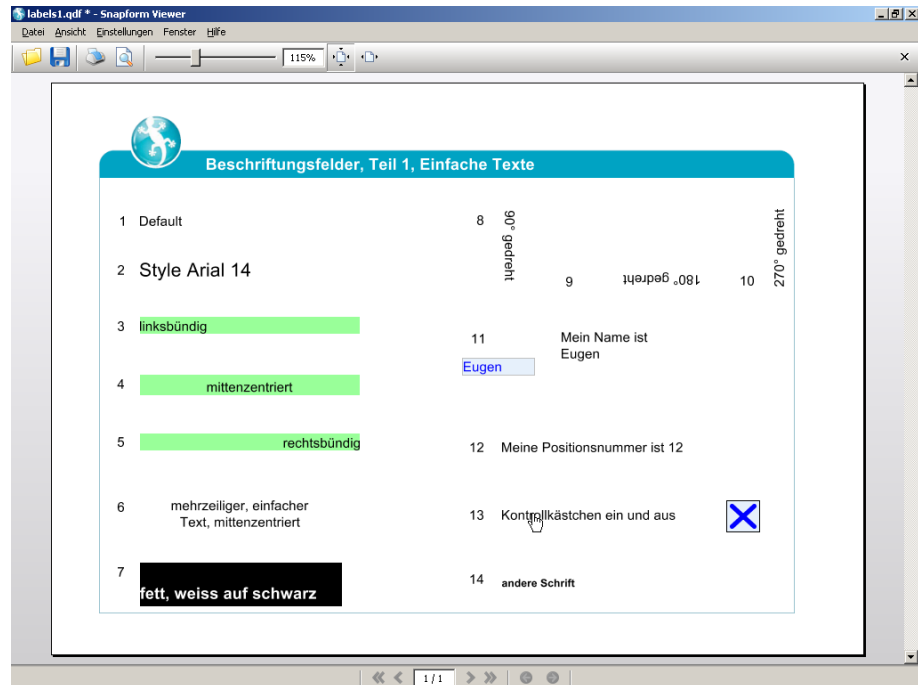 labels1.qdf * - Snapform Viewer
Datei Ansicht Einstellungen Fenster Hilfe
115%
Beschriftungsfelder, Teil 1, Einfache Texte
1 Default
2 Style Arial 14
3 linksbündig
4 mittenzentriert
5 rechtsbündig
6 mehrzeiliger, einfacher
Text, mittenzentriert
7 fett, weiss auf schwarz
8 90° gedreht
9 180° gedreht
10 270° gedreht
11 Mein Name ist
Eugen
Eugen
12 Meine Positionsnummer ist 12
13 Kontrollkästchen ein und aus
14 andere Schrift
1 / 1